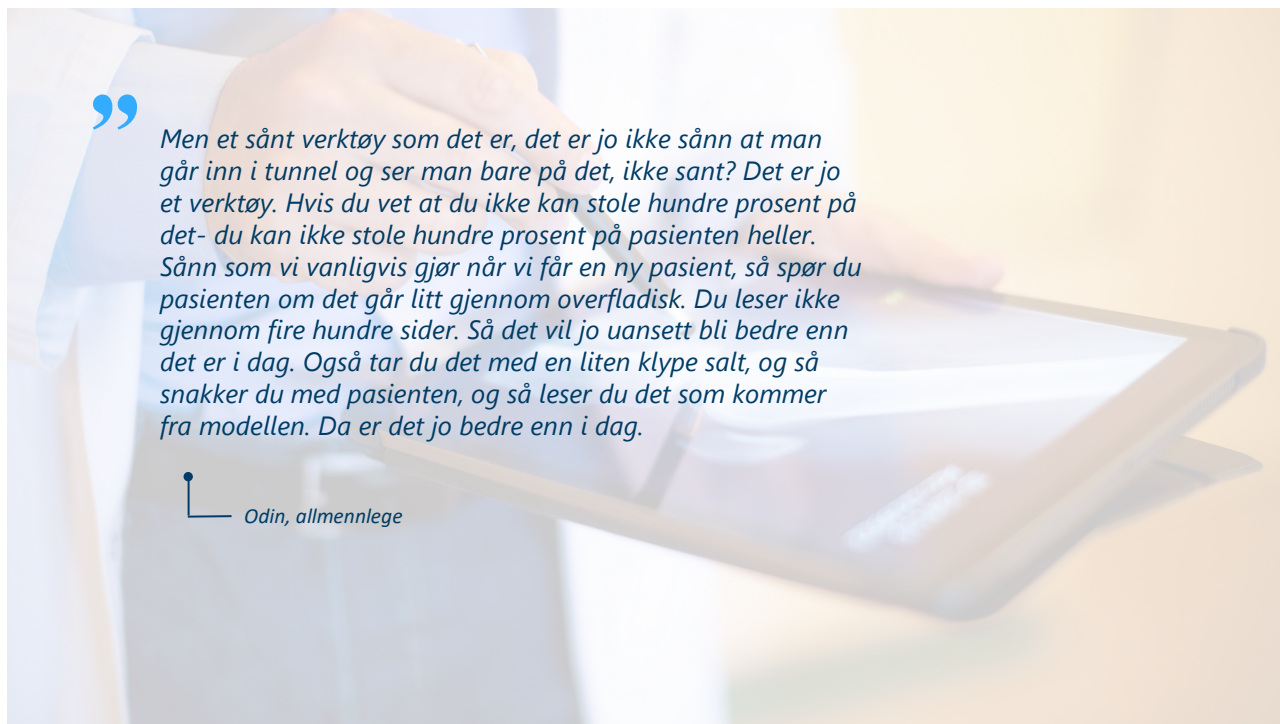 ”
Men et sånt verktøy som det er, det er jo ikke sånn at man
går inn i tunnel og ser man bare på det, ikke sant? Det er jo
et verktøy. Hvis du vet at du ikke kan stole hundre prosent på
det- du kan ikke stole hundre prosent på pasienten heller.
Sånn som vi vanligvis gjør når vi får en ny pasient, så spør du
pasienten om det går litt gjennom overfladisk. Du leser ikke
gjennom fire hundre sider. Så det vil jo uansett bli bedre enn
det er i dag. Også tar du det med en liten klype salt, og så
snakker du med pasienten, og så leser du det som kommer
fra modellen. Da er det jo bedre enn i dag.
Odin, allmennlege